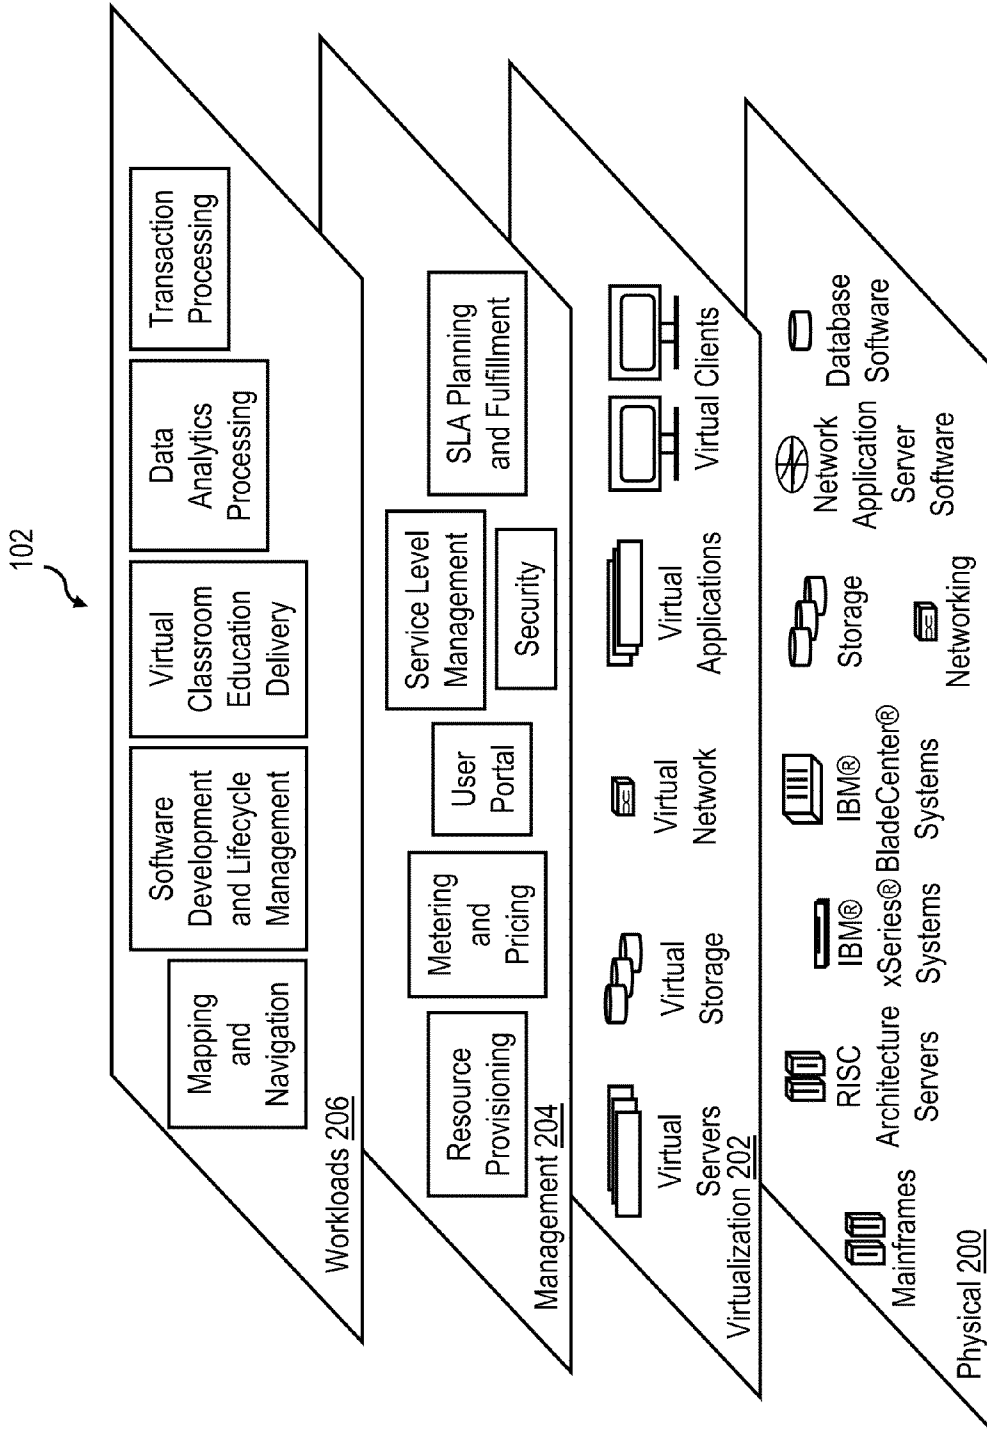 102
Mapping
and
Navigation
Software
Development
and Lifecycle
Management
Virtual
Classroom
Education
Delivery
Data
Analytics
Processing
Transaction
Processing
Workloads 206
Resource
Provisioning
Metering
and
Pricing
User
Portal
Service Level
Management
Security
SLA Planning
and Fulfillment
Management 204
Virtual
Servers
Virtual
Storage
Virtual
Network
Virtual
Applications
Virtual Clients
Virtualization 202
Mainframes
RISC
Architecture
Servers
IBM®
xSeries®
Systems
IBM®
BladeCenter®
Systems
Storage
Networking
Network
Application
Server
Software
Database
Software
Physical 200